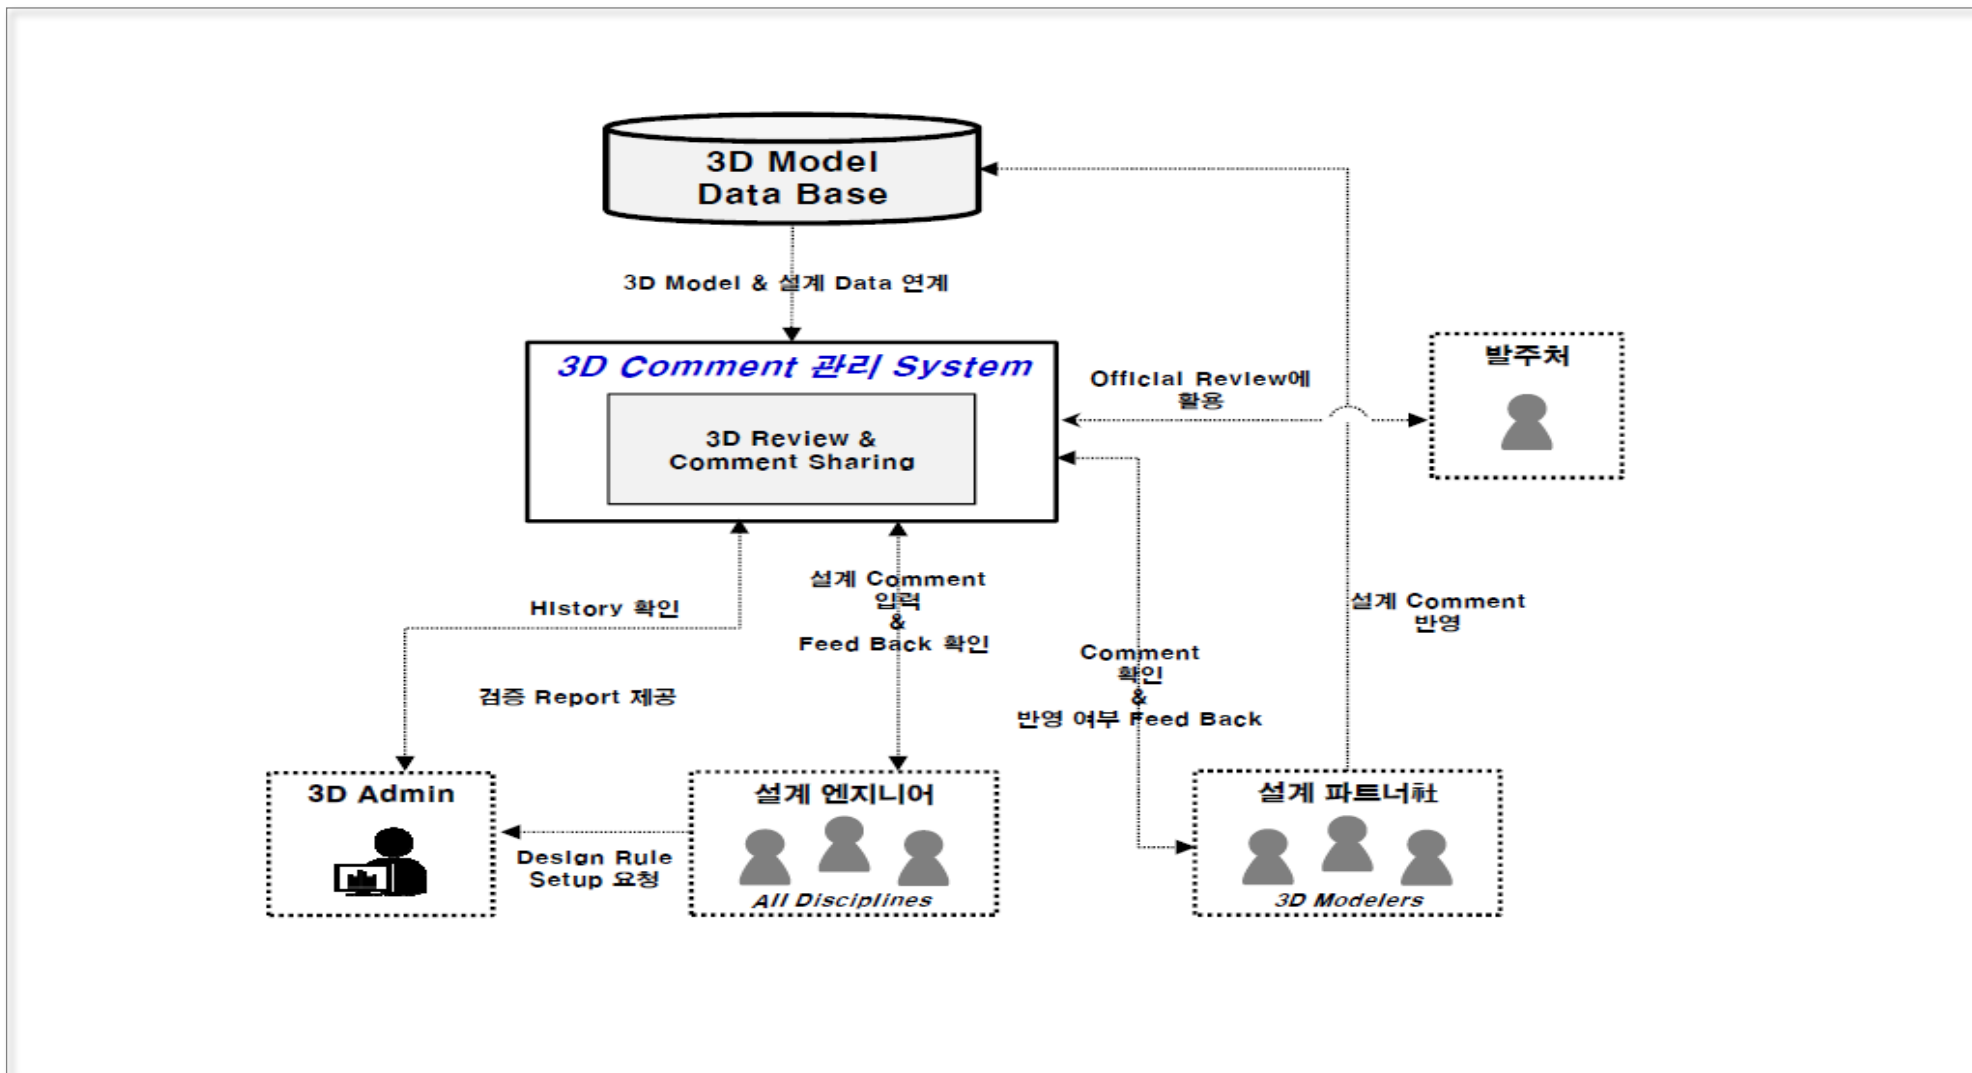 3D Model
Data Base
3D Model & 설계 Data 연계
3D Comment 관리 System
3D Review &
Comment Sharing
Official Review에
활용
발주처
설계 Comment
입력
&
Feed Back 확인
History 확인
설계 Comment
반영
Comment
확인
&
반영 여부 Feed Back
검증 Report 제공
3D Admin
설계 엔지니어
All Disciplines
설계 파트너社
3D Modelers
Design Rule
Setup 요청